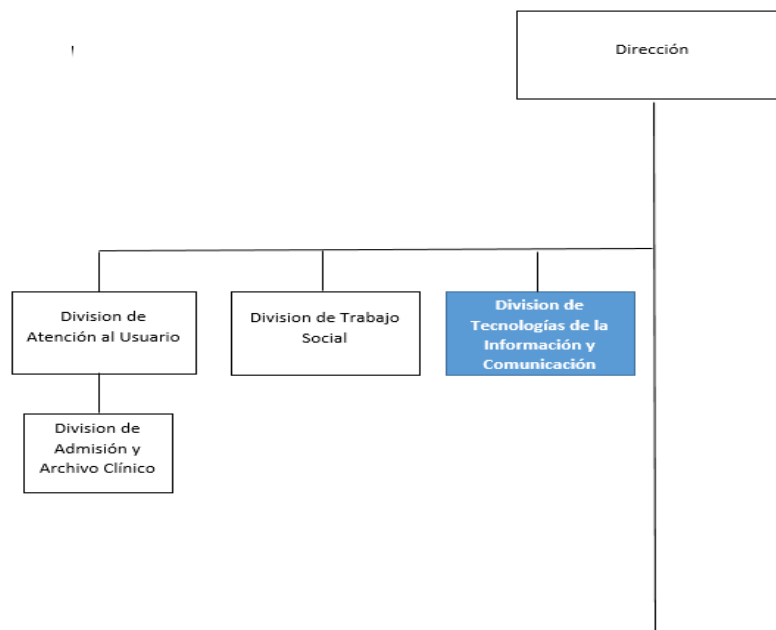 Dirección
Division de
Atención al Usuario
Division de Trabajo
Social
Division de
Tecnologías de la
Información y
Comunicación
Division de
Admisión y
Archivo Clínico